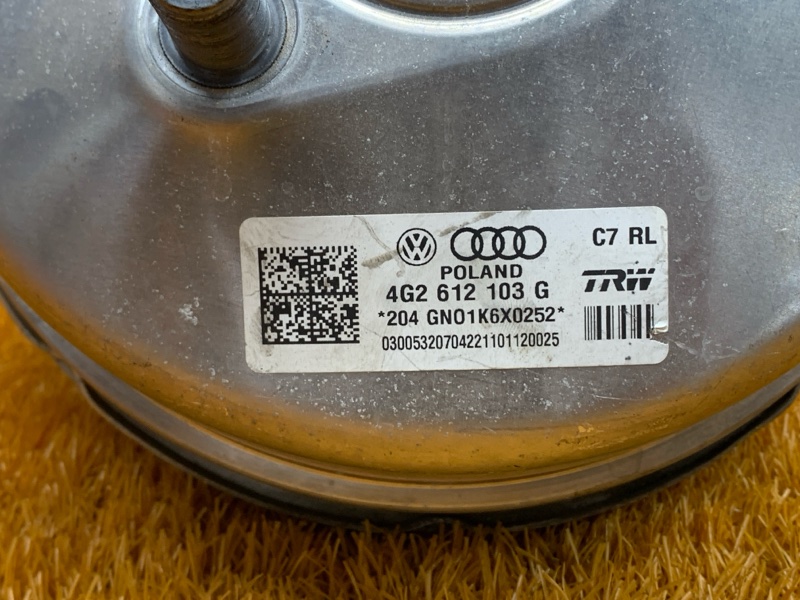 C7 RL
POLAND
TRW
4G2 612 103 G
*204 GN01K6X0252*
03005320704221101120025